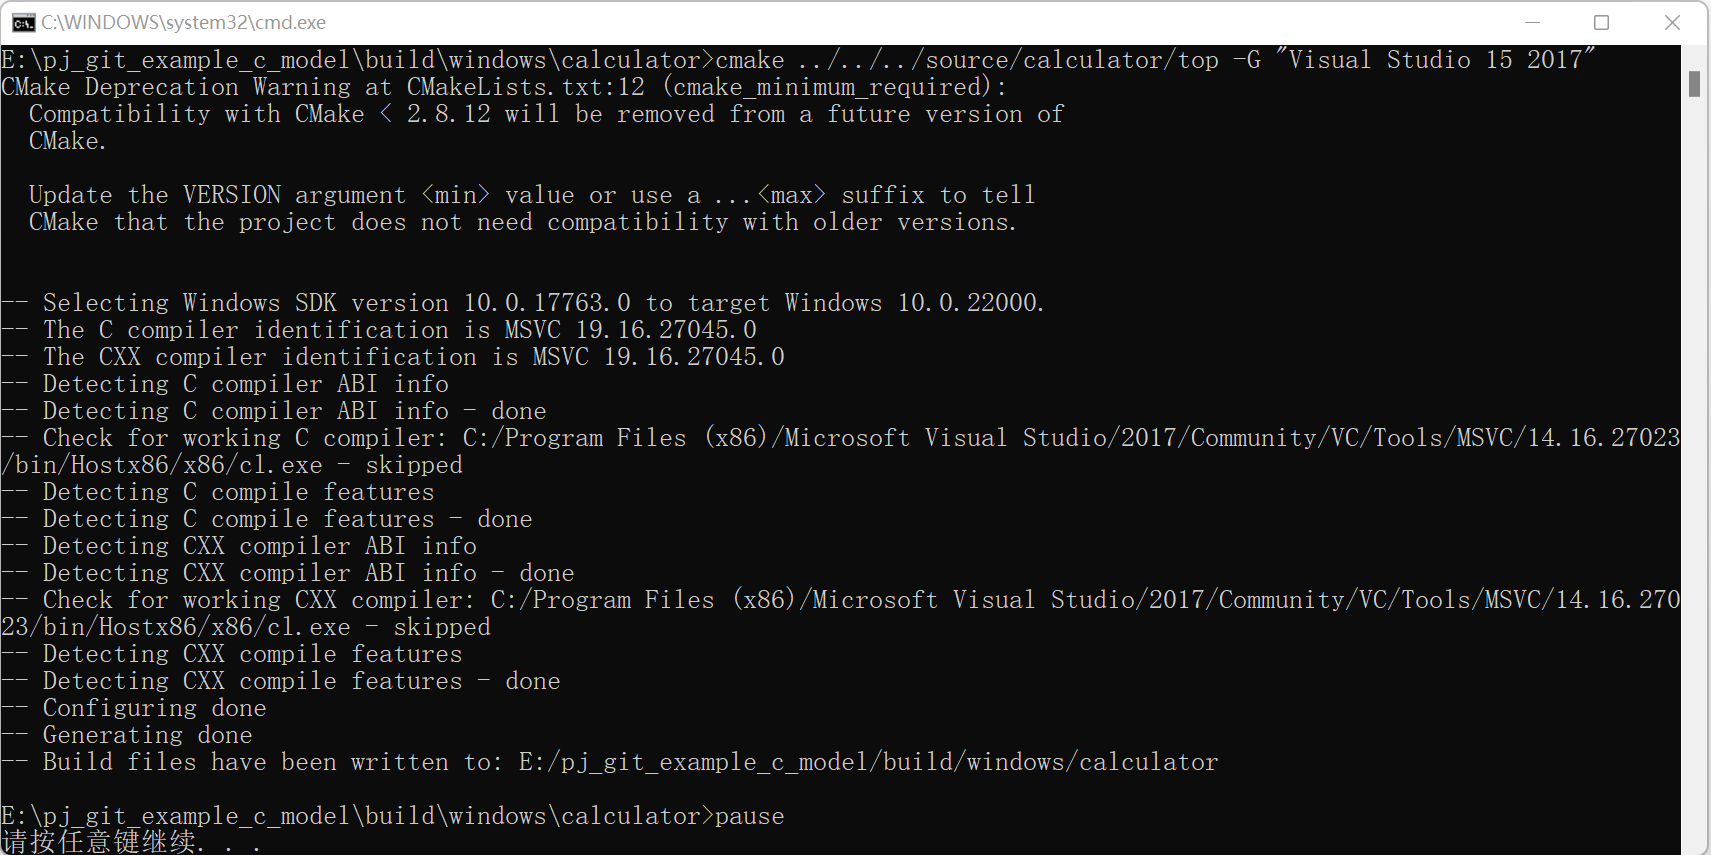 C:\WINDOWS\system32\cmd.exe
E:\pj_git_example_c_model\build\windows\calculator>cmake ../../../source/calculator/top -G "Visual Studio 15 2017"
CMake Deprecation Warning at CMakeLists.txt:12 (cmake_minimum_required):
  Compatibility with CMake < 2.8.12 will be removed from a future version of
  CMake.

  Update the VERSION argument <min> value or use a ...<max> suffix to tell
  CMake that the project does not need compatibility with older versions.


-- Selecting Windows SDK version 10.0.17763.0 to target Windows 10.0.22000.
-- The C compiler identification is MSVC 19.16.27045.0
-- The CXX compiler identification is MSVC 19.16.27045.0
-- Detecting C compiler ABI info
-- Detecting C compiler ABI info - done
-- Check for working C compiler: C:/Program Files (x86)/Microsoft Visual Studio/2017/Community/VC/Tools/MSVC/14.16.27023
/bin/Hostx86/x86/cl.exe - skipped
-- Detecting C compile features
-- Detecting C compile features - done
-- Detecting CXX compiler ABI info
-- Detecting CXX compiler ABI info - done
-- Check for working CXX compiler: C:/Program Files (x86)/Microsoft Visual Studio/2017/Community/VC/Tools/MSVC/14.16.270
23/bin/Hostx86/x86/cl.exe - skipped
-- Detecting CXX compile features
-- Detecting CXX compile features - done
-- Configuring done
-- Generating done
-- Build files have been written to: E:/pj_git_example_c_model/build/windows/calculator

E:\pj_git_example_c_model\build\windows\calculator>pause
请按任意键继续. . .